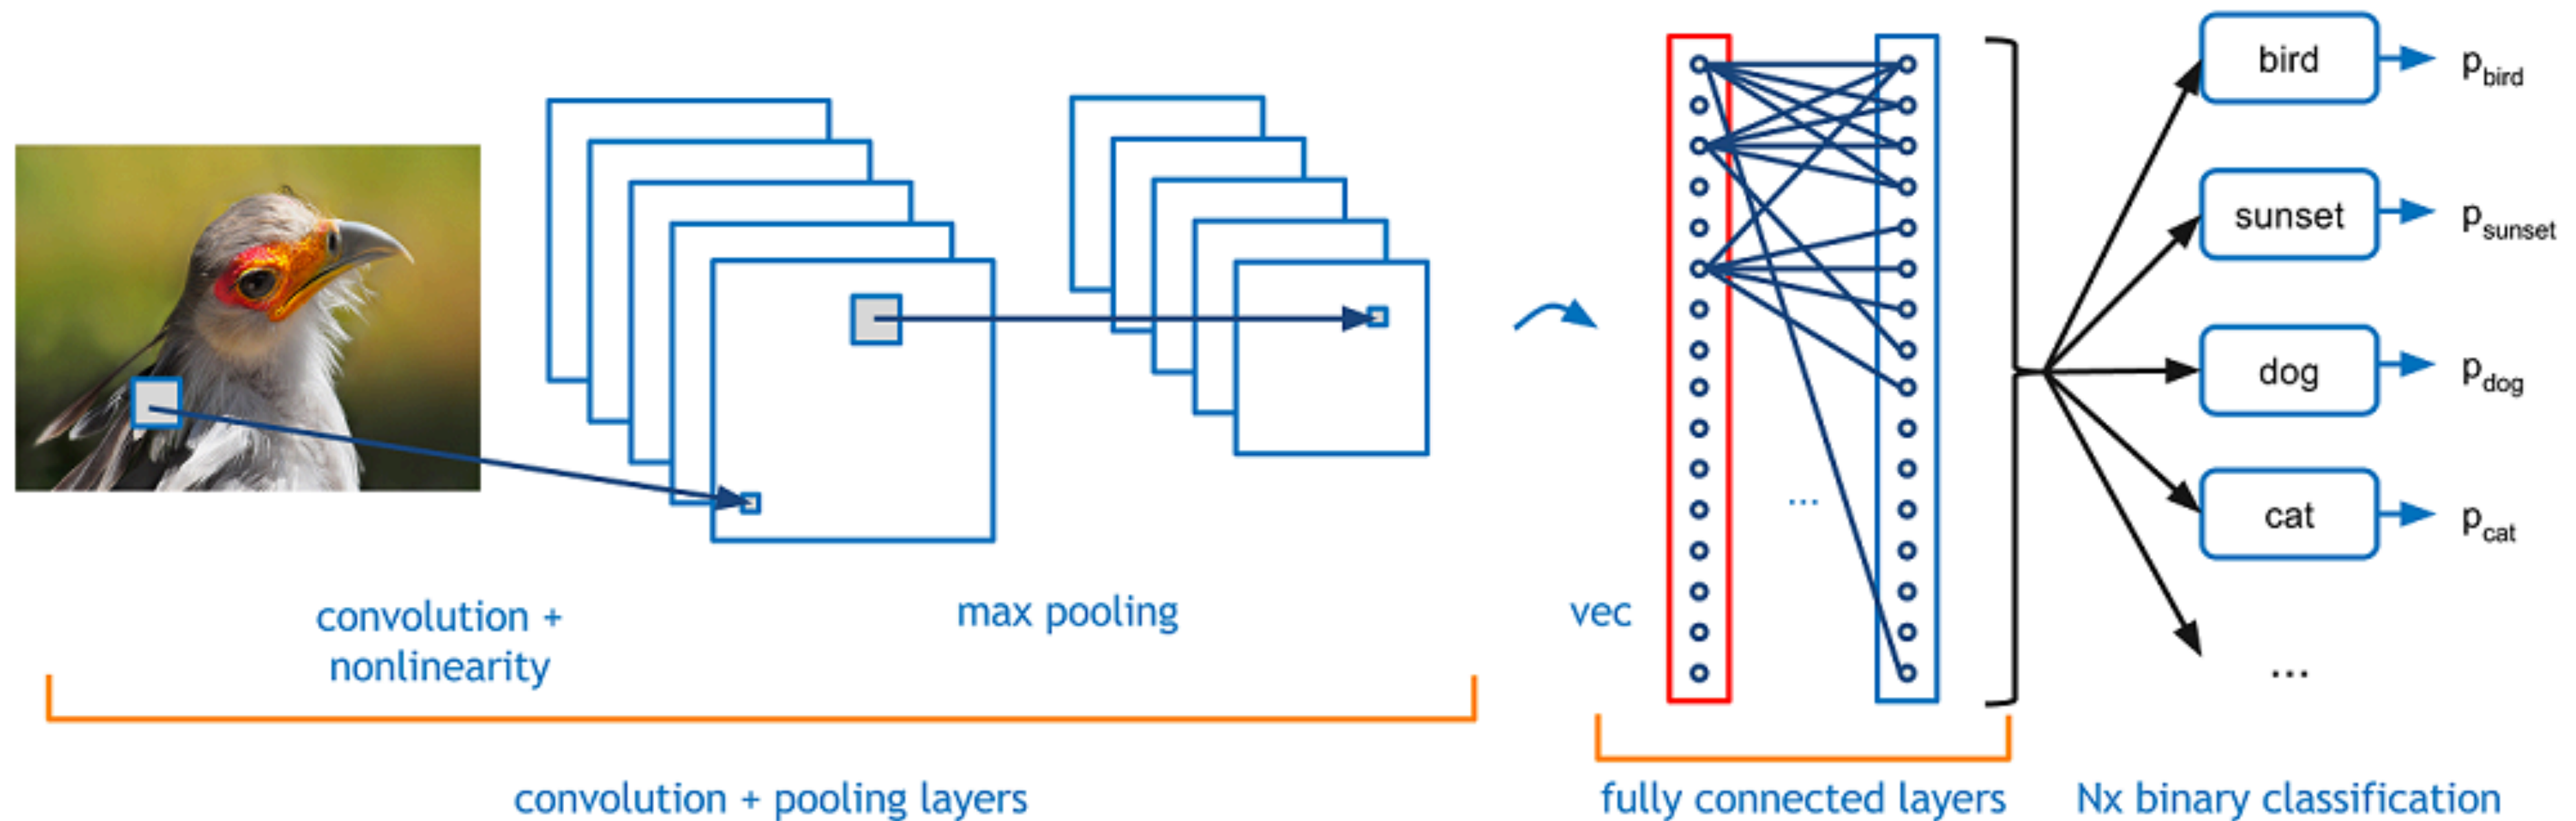 bird
p_bird
sunset
p_sunset
dog
p_dog
cat
p_cat
...
...
convolution +
nonlinearity
max pooling
vec
convolution + pooling layers
fully connected layers
Nx binary classification